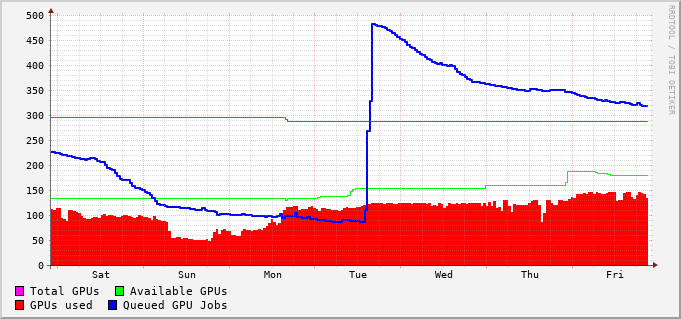 500
450
400
350
300
250
200
150
100
50
0
Sat Sun Mon Tue Wed Thu Fri
Total GPUs Available GPUs
GPUs used Queued GPU Jobs
RRDTOOL / TOBI OETIKER